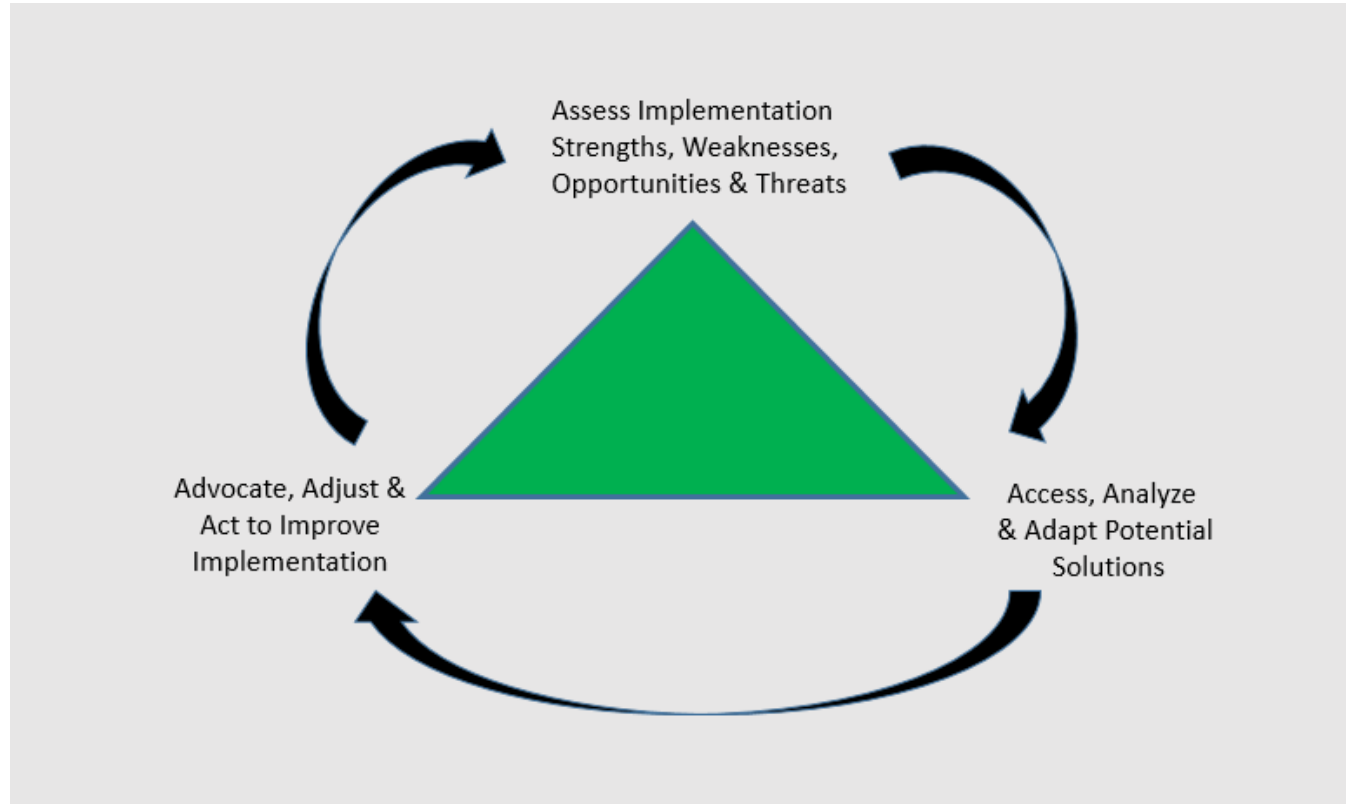 Assess Implementation
Strengths, Weaknesses,
Opportunities & Threats
Access, Analyze
& Adapt Potential
Solutions
Advocate, Adjust &
Act to Improve
Implementation